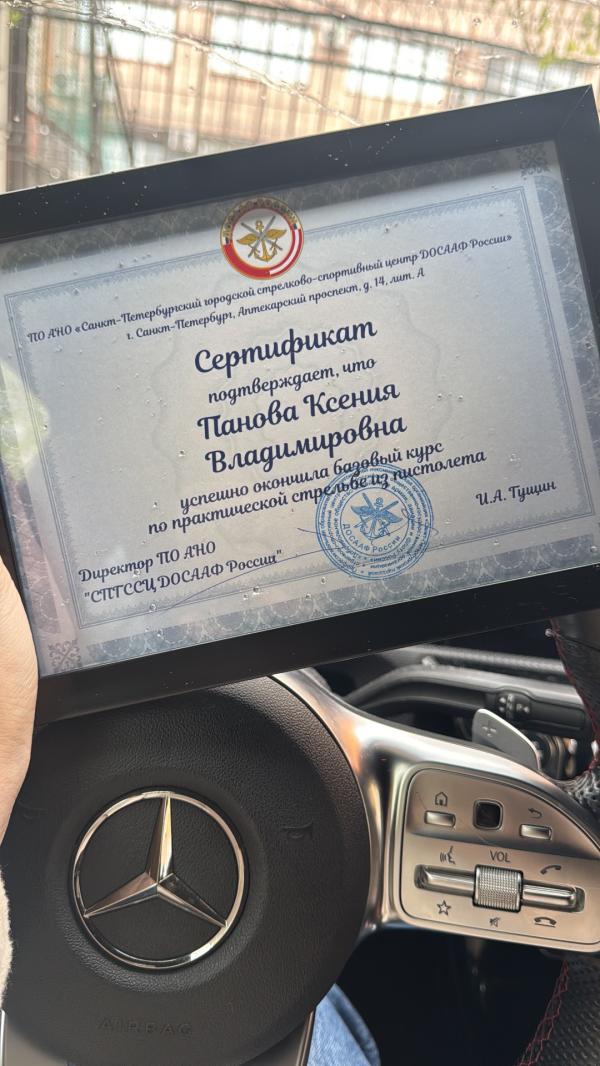 ПО АНО «Санкт-Петербургский городской стрелково-спортивный центр ДОСААФ России»
г. Санкт-Петербург, Аптекарский проспект, д. 14, лит. А
Сертификат
подтверждает, что
Панова Ксения
Владимировна
успешно окончила базовый курс
по практической стрельбе из пистолета
И.А. Гущин
Директор ПО АНО
"СПГССЦ ДОСААФ России"
ДОСААФ России
VOL
AIRBAG